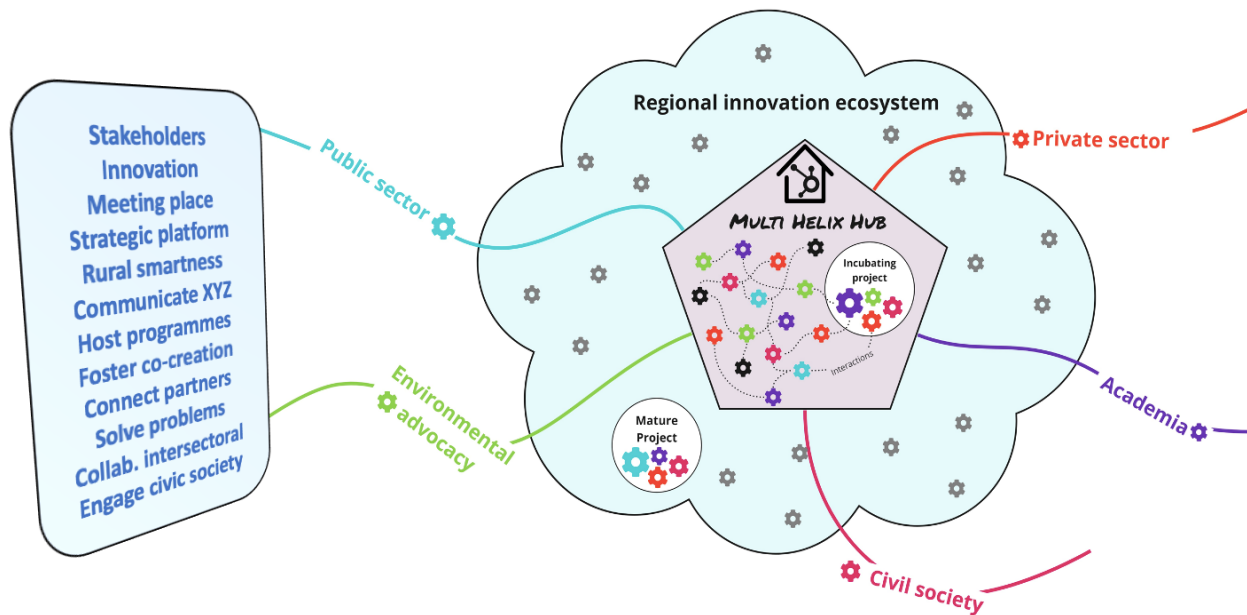 Stakeholders
Innovation
Meeting place
Strategic platform
Rural smartness
Communicate XYZ
Host programmes
Foster co-creation
Connect partners
Solve problems
Collab. intersectoral
Engage civic society
Public sector
Environmental
advocacy
Regional innovation ecosystem
MULTI HELIX HUB
Incubating
project
Interactions
Mature
Project
Private sector
Academia
Civil society